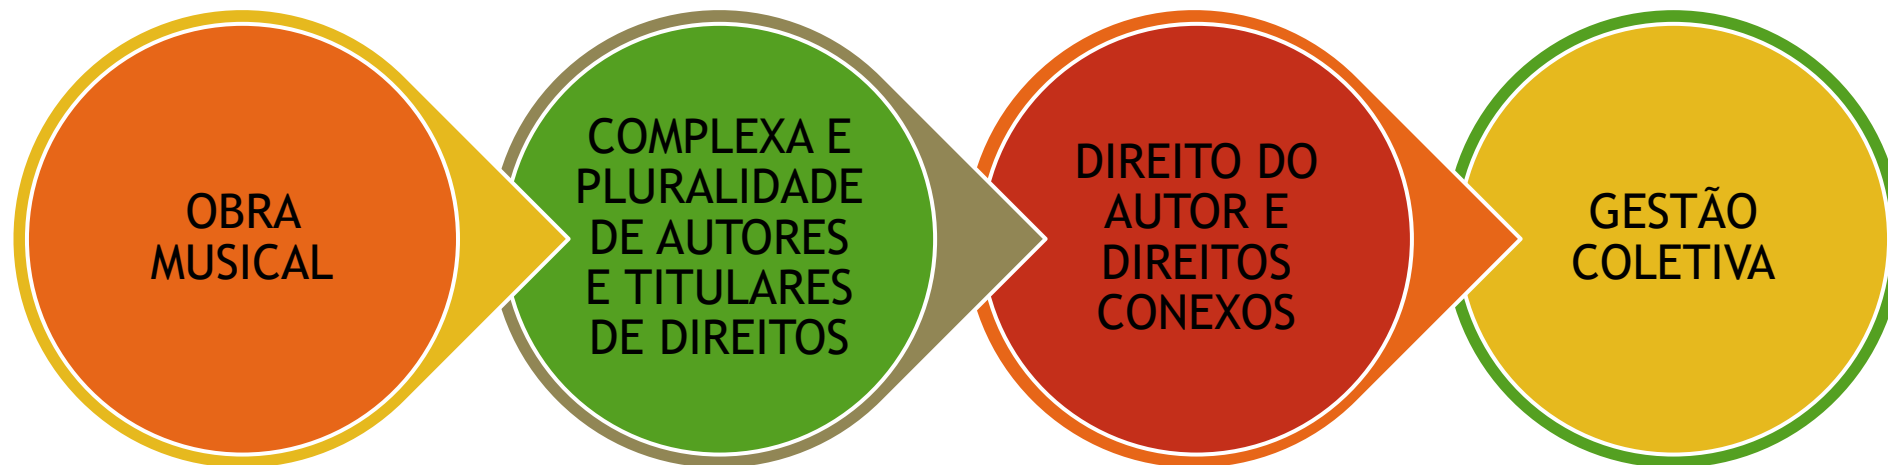 OBRA
MUSICAL
COMPLEXA E
PLURALIDADE
DE AUTORES
E TITULARES
DE DIREITOS
DIREITO DO
AUTOR E
DIREITOS
CONEXOS
GESTÃO
COLETIVA